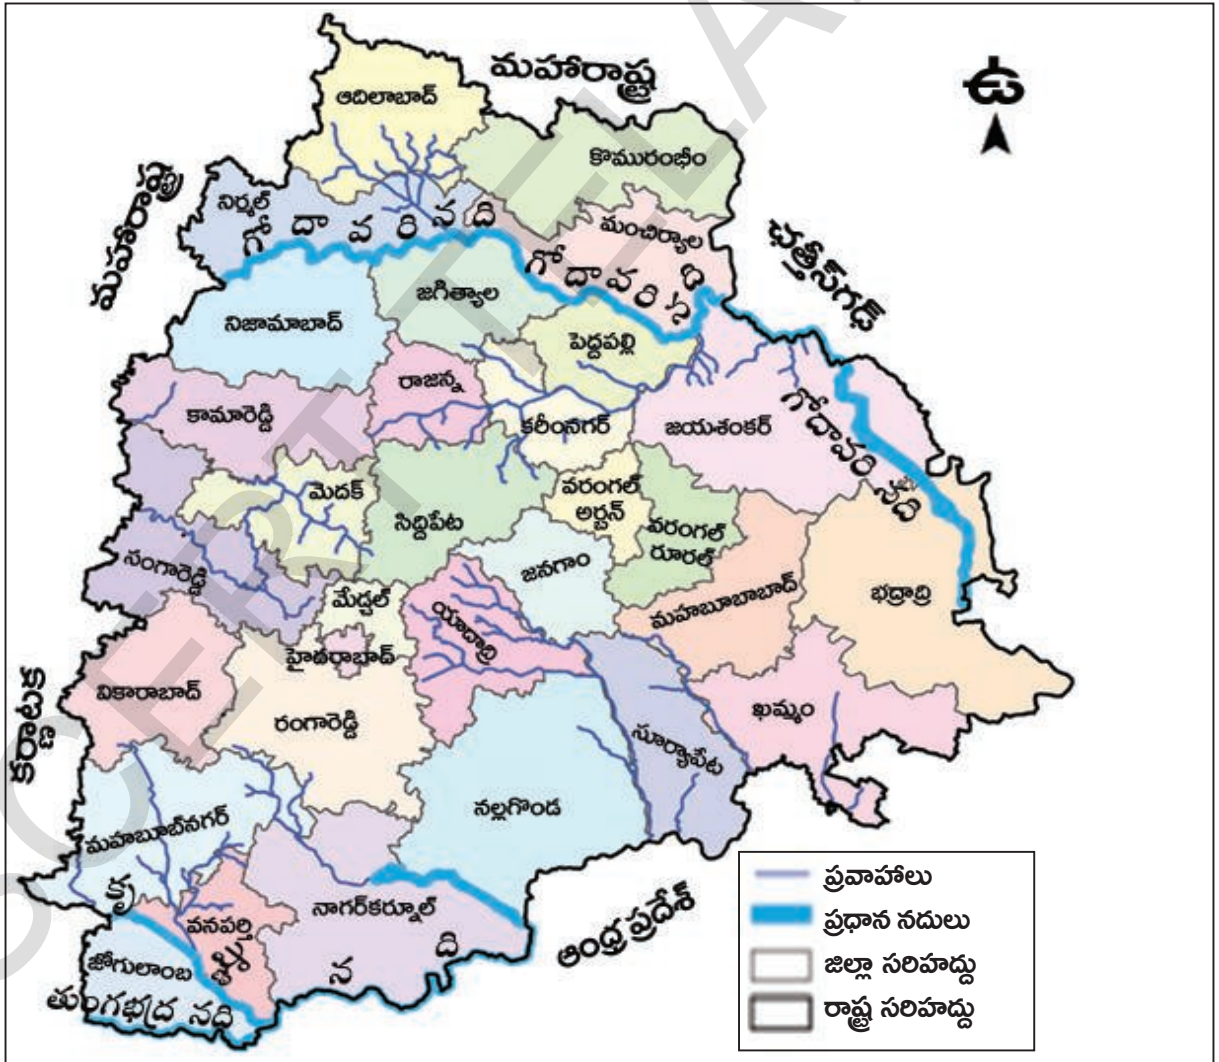 మహారాష్ట్ర
ఉ
ఆదిలాబాద్
కొమురంభీం
మహారాష్ట్ర
నిర్మల్
గోదావరి నది
మంచిర్యాల
ఛత్తీస్‌గఢ్
గోదావరి నది
జగిత్యాల
నిజామాబాద్
పెద్దపల్లి
రాజన్న
కామారెడ్డి
కరీంనగర్
జయశంకర్
గోదావరి నది
మెదక్
సిద్దిపేట
వరంగల్
అర్బన్
వరంగల్
రూరల్
సంగారెడ్డి
జనగాం
మేడ్చల్
మహబూబాబాద్
భద్రాద్రి
యాదాద్రి
హైదరాబాద్
వికారాబాద్
కర్ణాటక
రంగారెడ్డి
ఖమ్మం
సూర్యాపేట
నల్లగొండ
మహబూబ్‌నగర్
కృష్ణా నది
నాగర్‌కర్నూల్
వనపర్తి
జోగులాంబ
తుంగభద్ర నది
ఆంధ్ర ప్రదేశ్
ప్రవాహాలు
ప్రధాన నదులు
జిల్లా సరిహద్దు
రాష్ట్ర సరిహద్దు